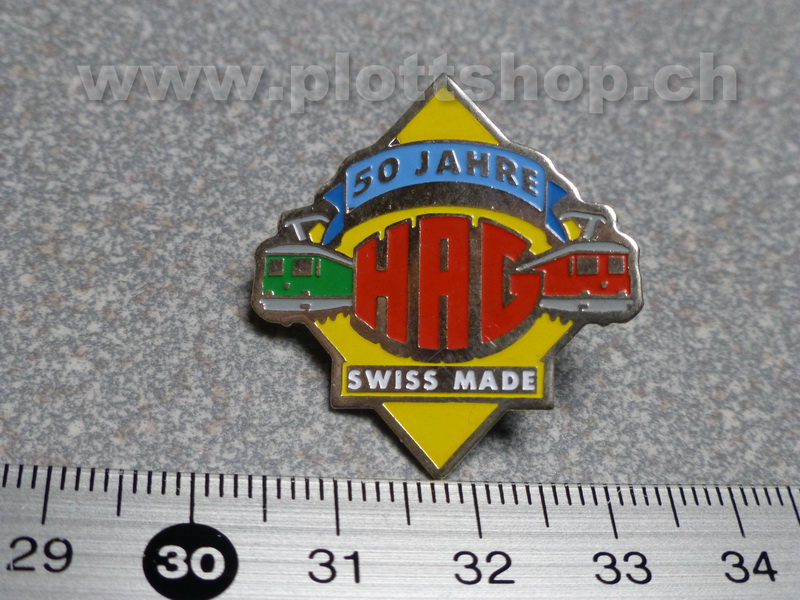 www.plottshop.ch
50 JAHRE
HAG
SWISS MADE
29 30 31 32 33 34